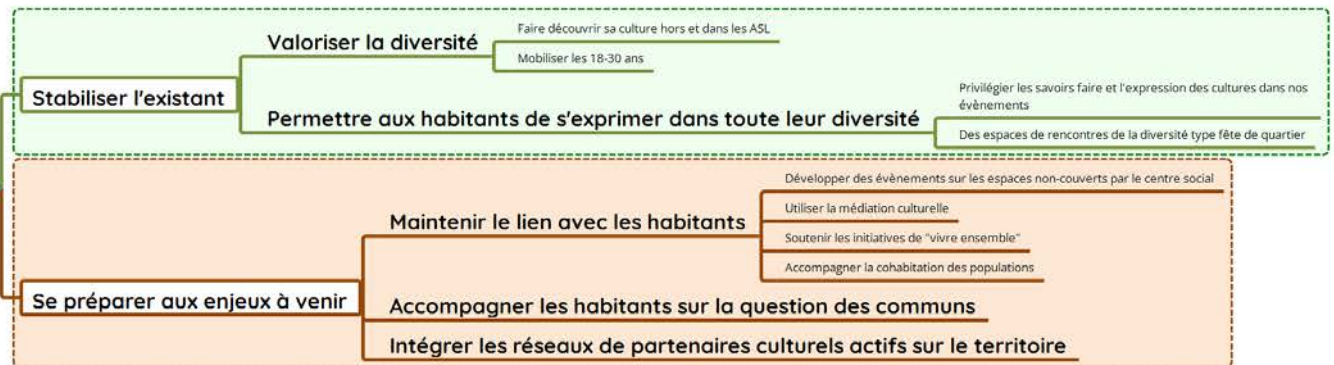 Stabiliser l'existant
Valoriser la diversité
Faire découvrir sa culture hors et dans les ASL
Mobiliser les 18-30 ans
Permettre aux habitants de s'exprimer dans toute leur diversité
Privilégier les savoirs faire et l'expression des cultures dans nos
évènements
Des espaces de rencontres de la diversité type fête de quartier
Se préparer aux enjeux à venir
Maintenir le lien avec les habitants
Développer des évènements sur les espaces non-couverts par le centre social
Utiliser la médiation culturelle
Soutenir les initiatives de "vivre ensemble"
Accompagner la cohabitation des populations
Accompagner les habitants sur la question des communs
Intégrer les réseaux de partenaires culturels actifs sur le territoire